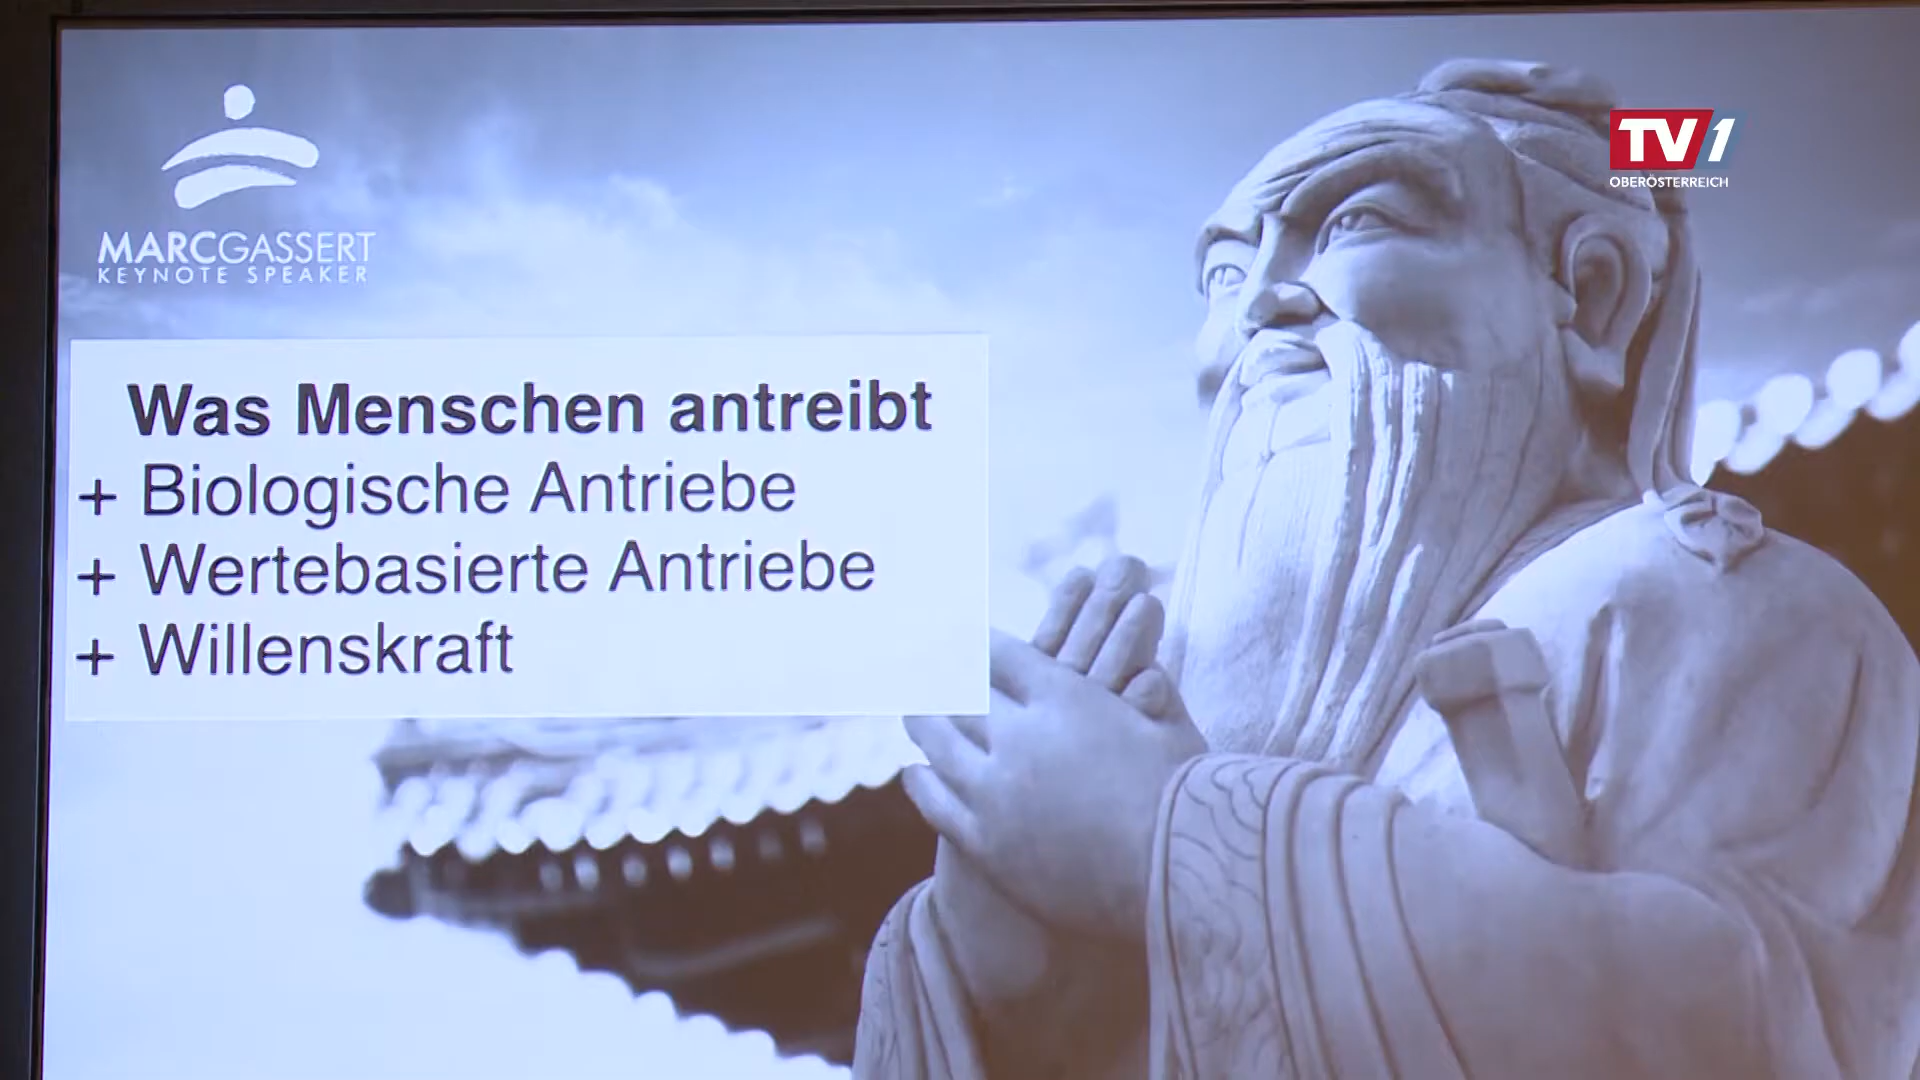 TV1
OBERÖSTERREICH
MARCGASSERT
KEYNOTE SPEAKER
Was Menschen antreibt
+ Biologische Antriebe
+ Wertebasierte Antriebe
+ Willenskraft